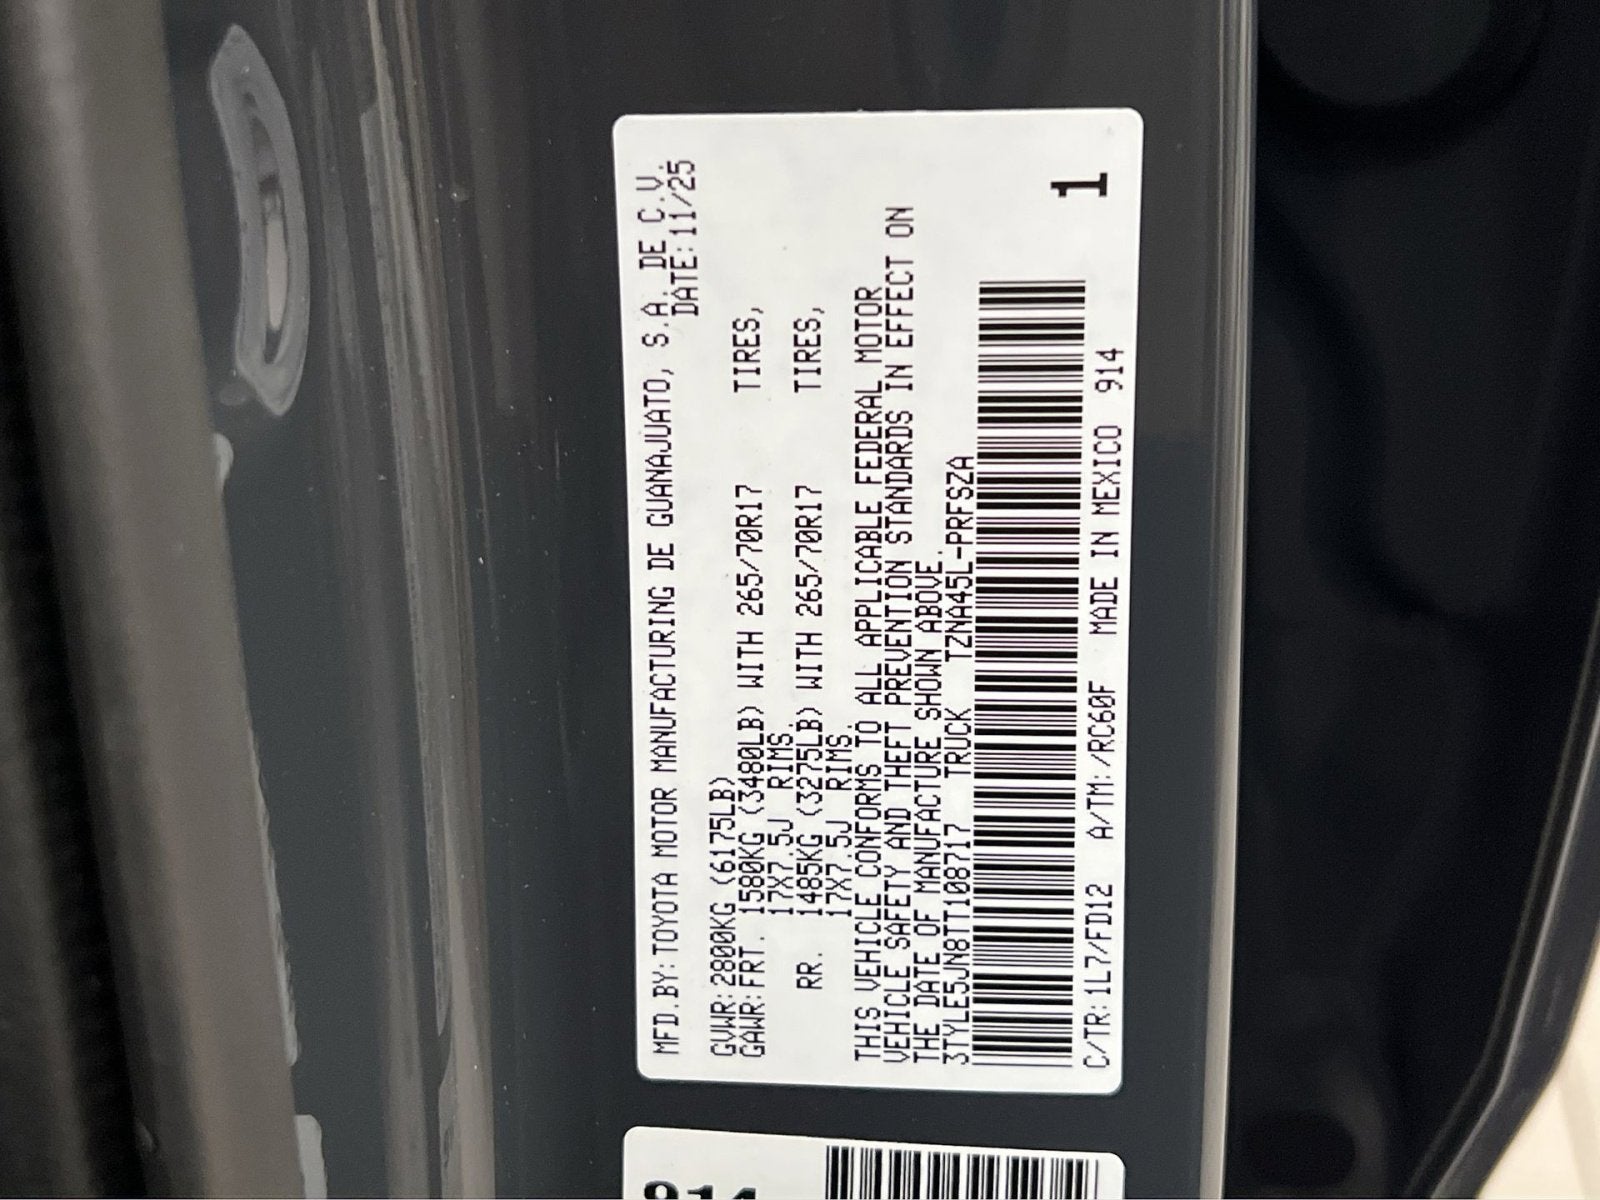 MFD.BY:TOYOTA MOTOR MANUFACTURING DE GUANAJUATO, S.A. DE C.V.
DATE:11/25
GVWR:2800KG (6175LB)
GAWR:FRT. 1580KG (3480LB) WITH 265/70R17 TIRES,
17X7.5J RIMS.
RR. 1485KG (3275LB) WITH 265/70R17 TIRES,
17X7.5J RIMS.
THIS VEHICLE CONFORMS TO ALL APPLICABLE FEDERAL MOTOR
VEHICLE SAFETY AND THEFT PREVENTION STANDARDS IN EFFECT ON
THE DATE OF MANUFACTURE SHOWN ABOVE.
3TYLE5JN8TT108717 TRUCK TZNA45L-PRFSZA
1
C/TR:1L7/FD12 A/TM:/RC60F MADE IN MEXICO 914
914